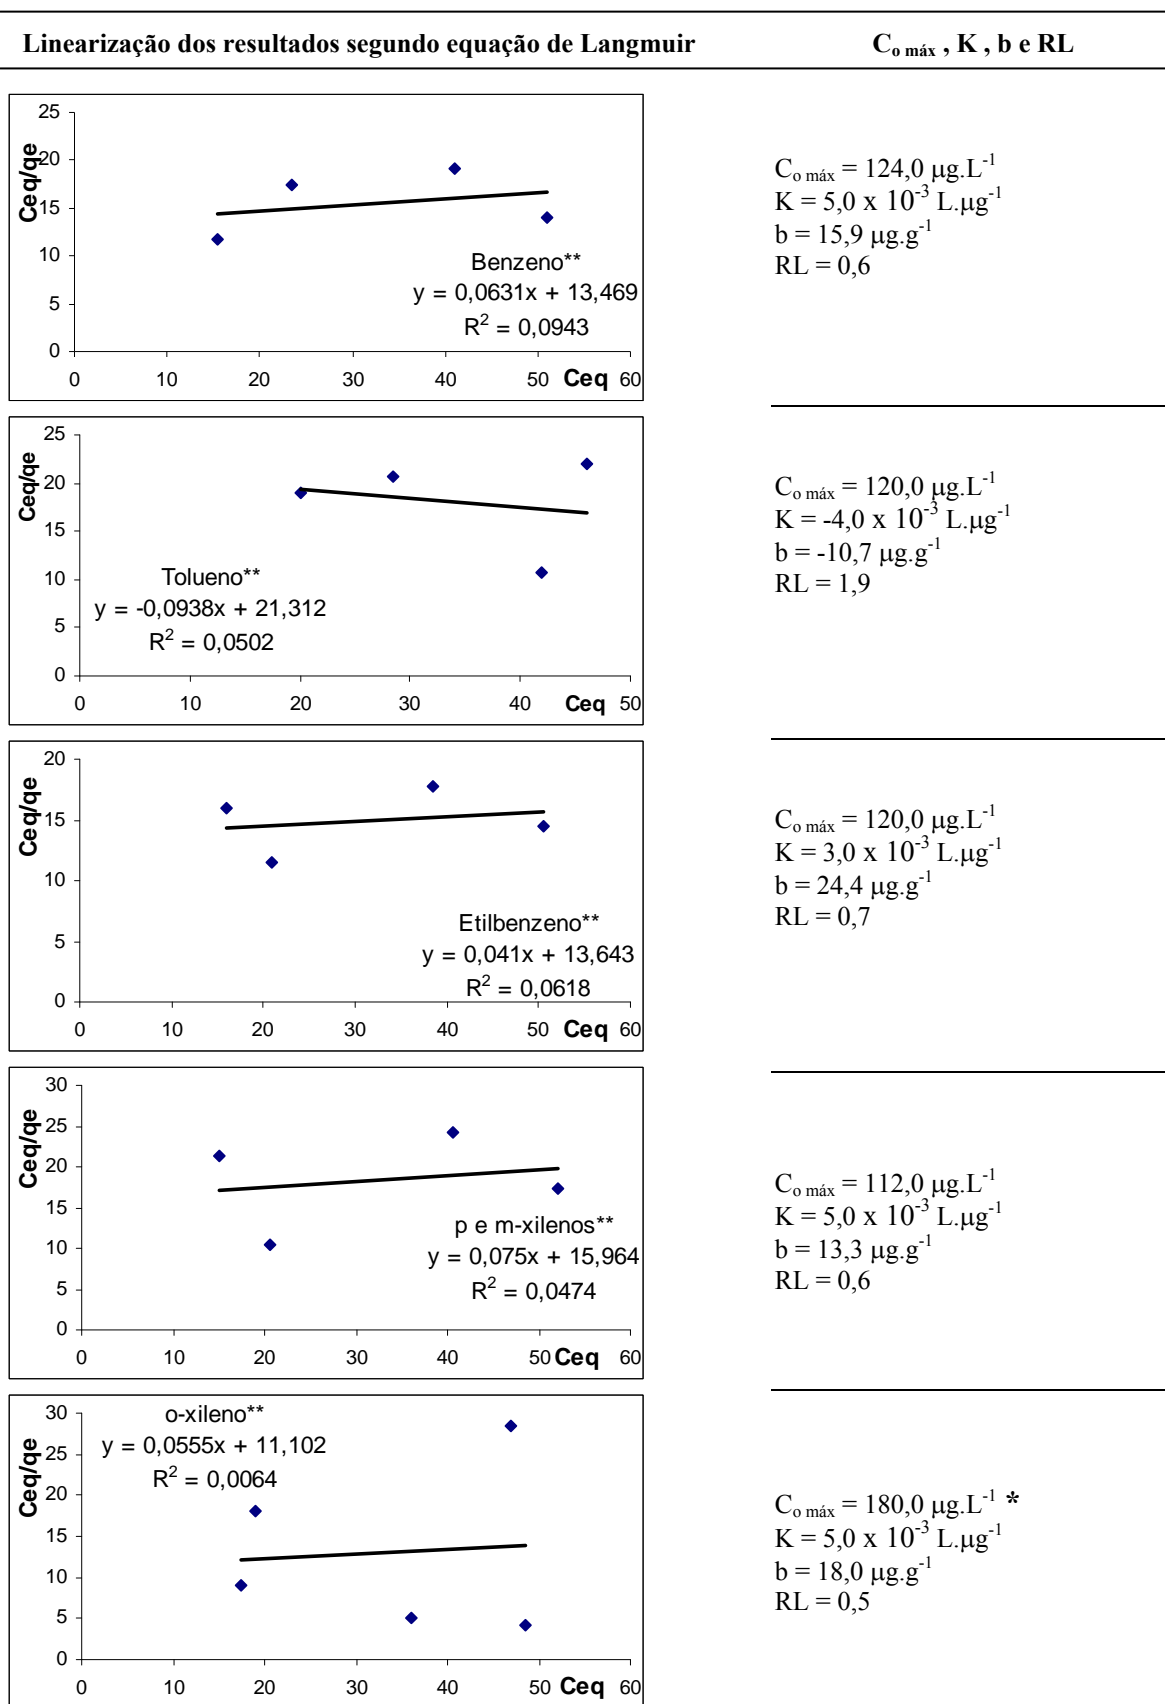 Linearização dos resultados segundo equação de Langmuir
C₀ máx , K , b e RL
25
20
15
10
5
0
Ceq/qe
Benzeno**
y = 0,0631x + 13,469
R² = 0,0943
0 10 20 30 40 50 Ceq 60
C₀ máx = 124,0 µg.L⁻¹
K = 5,0 x 10⁻³ L.µg⁻¹
b = 15,9 µg.g⁻¹
RL = 0,6
25
20
15
10
5
0
Ceq/qe
Tolueno**
y = -0,0938x + 21,312
R² = 0,0502
0 10 20 30 40 Ceq 50
C₀ máx = 120,0 µg.L⁻¹
K = -4,0 x 10⁻³ L.µg⁻¹
b = -10,7 µg.g⁻¹
RL = 1,9
20
15
10
5
0
Ceq/qe
Etilbenzeno**
y = 0,041x + 13,643
R² = 0,0618
0 10 20 30 40 50 Ceq 60
C₀ máx = 120,0 µg.L⁻¹
K = 3,0 x 10⁻³ L.µg⁻¹
b = 24,4 µg.g⁻¹
RL = 0,7
30
25
20
15
10
5
0
Ceq/qe
p e m-xilenos**
y = 0,075x + 15,964
R² = 0,0474
0 10 20 30 40 50 Ceq 60
C₀ máx = 112,0 µg.L⁻¹
K = 5,0 x 10⁻³ L.µg⁻¹
b = 13,3 µg.g⁻¹
RL = 0,6
30
25
20
15
10
5
0
Ceq/qe
o-xileno**
y = 0,0555x + 11,102
R² = 0,0064
0 10 20 30 40 50 Ceq 60
C₀ máx = 180,0 µg.L⁻¹ *
K = 5,0 x 10⁻³ L.µg⁻¹
b = 18,0 µg.g⁻¹
RL = 0,5